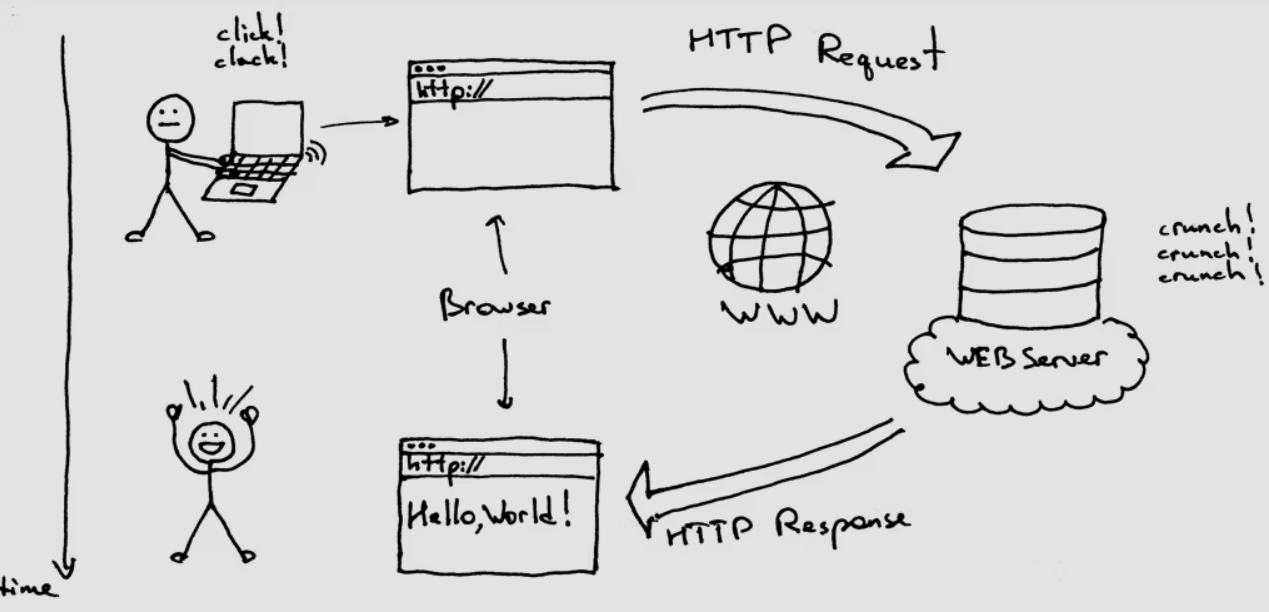 click!
clack!
http://
HTTP Request
Browser
WWW
crunch!
crunch!
crunch!
WEB Server
http://
Hello, World!
HTTP Response
time